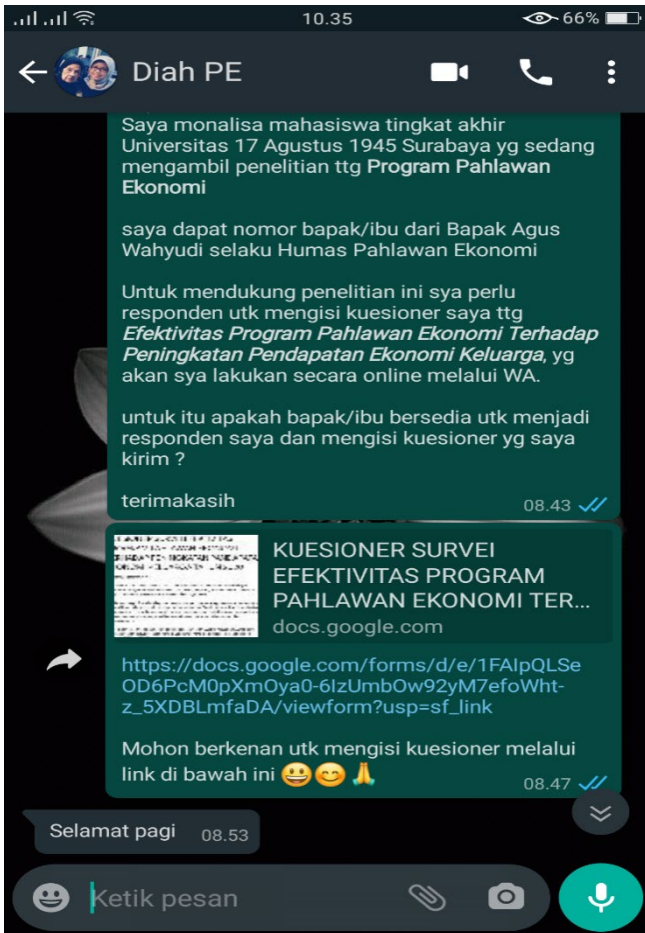 10.35
66%
Diah PE
Saya monalisa mahasiswa tingkat akhir
Universitas 17 Agustus 1945 Surabaya yg sedang
mengambil penelitian ttg Program Pahlawan
Ekonomi
saya dapat nomor bapak/ibu dari Bapak Agus
Wahyudi selaku Humas Pahlawan Ekonomi
Untuk mendukung penelitian ini sya perlu
responden utk mengisi kuesioner saya ttg
Efektivitas Program Pahlawan Ekonomi Terhadap
Peningkatan Pendapatan Ekonomi Keluarga, yg
akan sya lakukan secara online melalui WA.
untuk itu apakah bapak/ibu bersedia utk menjadi
responden saya dan mengisi kuesioner yg saya
kirim ?
terimakasih
08.43
KUESIONER SURVEI
EFEKTIVITAS PROGRAM
PAHLAWAN EKONOMI TER...
docs.google.com
https://docs.google.com/forms/d/e/1FAIpQLSe
OD6PcM0pXmOya0-6IzUmbOw92yM7efoWht-
z_5XDBLmfaDA/viewform?usp=sf_link
Mohon berkenan utk mengisi kuesioner melalui
link di bawah ini 😃😊🙏
08.47
Selamat pagi 08.53
Ketik pesan